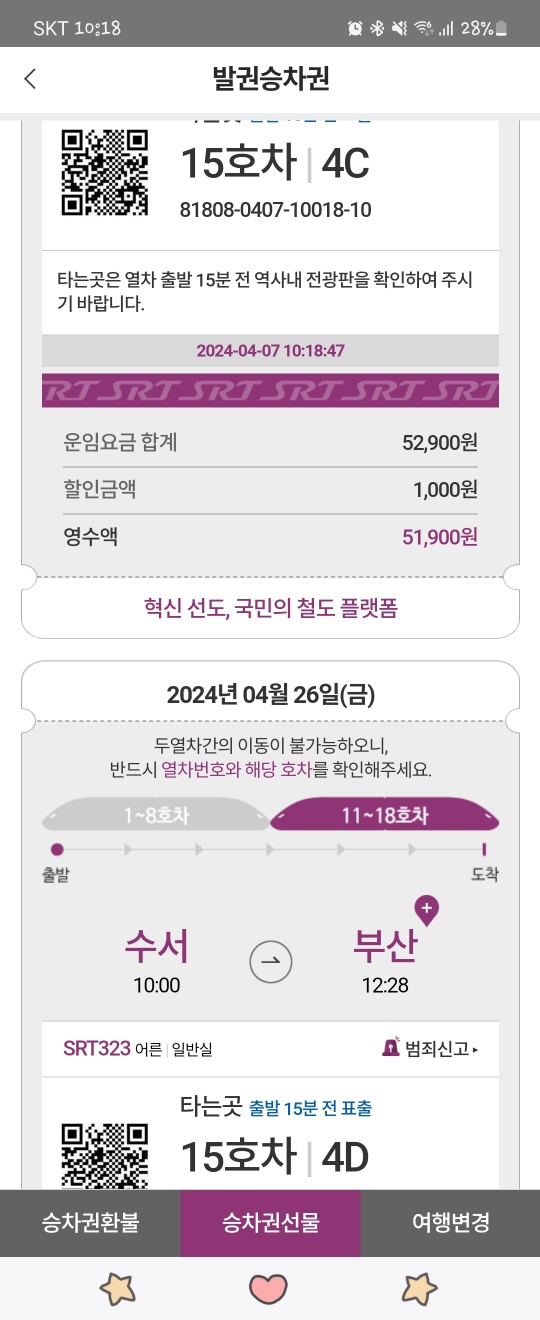 SKT 10:18 28%
발권승차권
15호차 | 4C
81808-0407-10018-10
타는곳은 열차 출발 15분 전 역사내 전광판을 확인하여 주시
기 바랍니다.
2024-04-07 10:18:47
RT SRT SRT SRT SRT SRT
운임요금 합계 52,900원
할인금액 1,000원
영수액 51,900원
혁신 선도, 국민의 철도 플랫폼
2024년 04월 26일(금)
두열차간의 이동이 불가능하오니,
반드시 열차번호와 해당 호차를 확인해주세요.
1~8호차 11~18호차
출발 도착
수서 부산
10:00 12:28
SRT323 어른 | 일반실 범죄신고
타는곳 출발 15분 전 표출
15호차 | 4D
승차권환불 승차권선물 여행변경